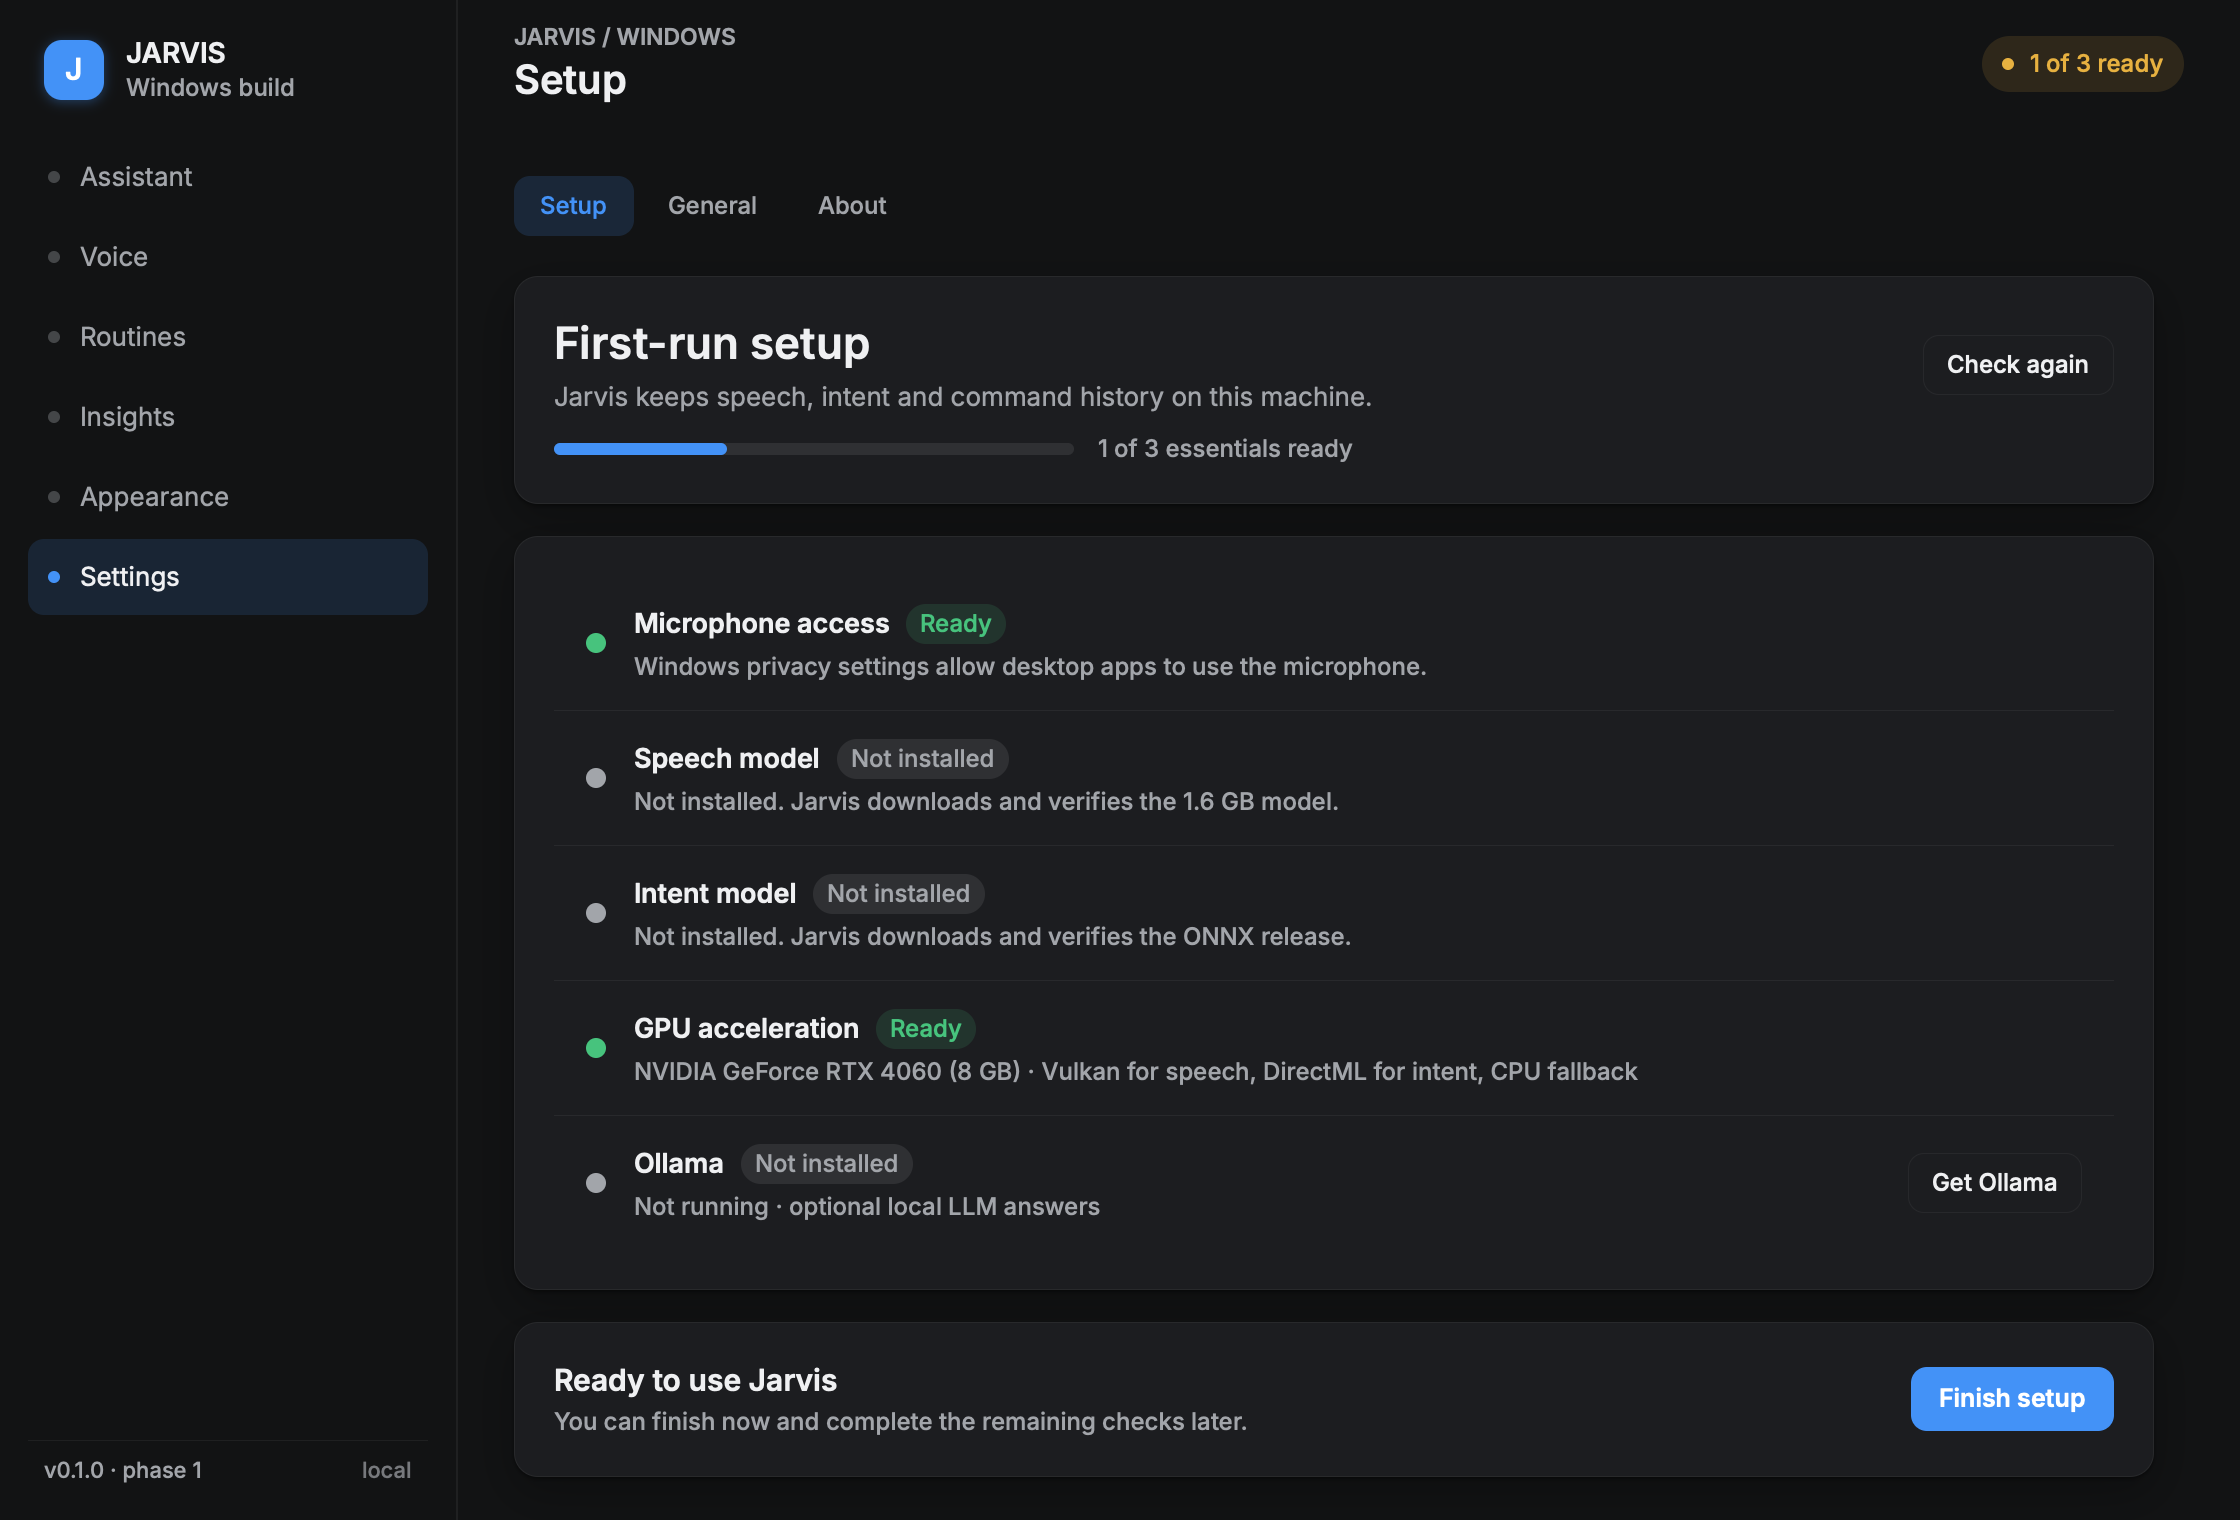 J
JARVIS
Windows build
Assistant
Voice
Routines
Insights
Appearance
Settings
v0.1.0 · phase 1
local
JARVIS / WINDOWS
Setup
1 of 3 ready
Setup
General
About
First-run setup
Jarvis keeps speech, intent and command history on this machine.
1 of 3 essentials ready
Check again
Microphone access
Ready
Windows privacy settings allow desktop apps to use the microphone.
Speech model
Not installed
Not installed. Jarvis downloads and verifies the 1.6 GB model.
Intent model
Not installed
Not installed. Jarvis downloads and verifies the ONNX release.
GPU acceleration
Ready
NVIDIA GeForce RTX 4060 (8 GB) · Vulkan for speech, DirectML for intent, CPU fallback
Ollama
Not installed
Not running · optional local LLM answers
Get Ollama
Ready to use Jarvis
You can finish now and complete the remaining checks later.
Finish setup